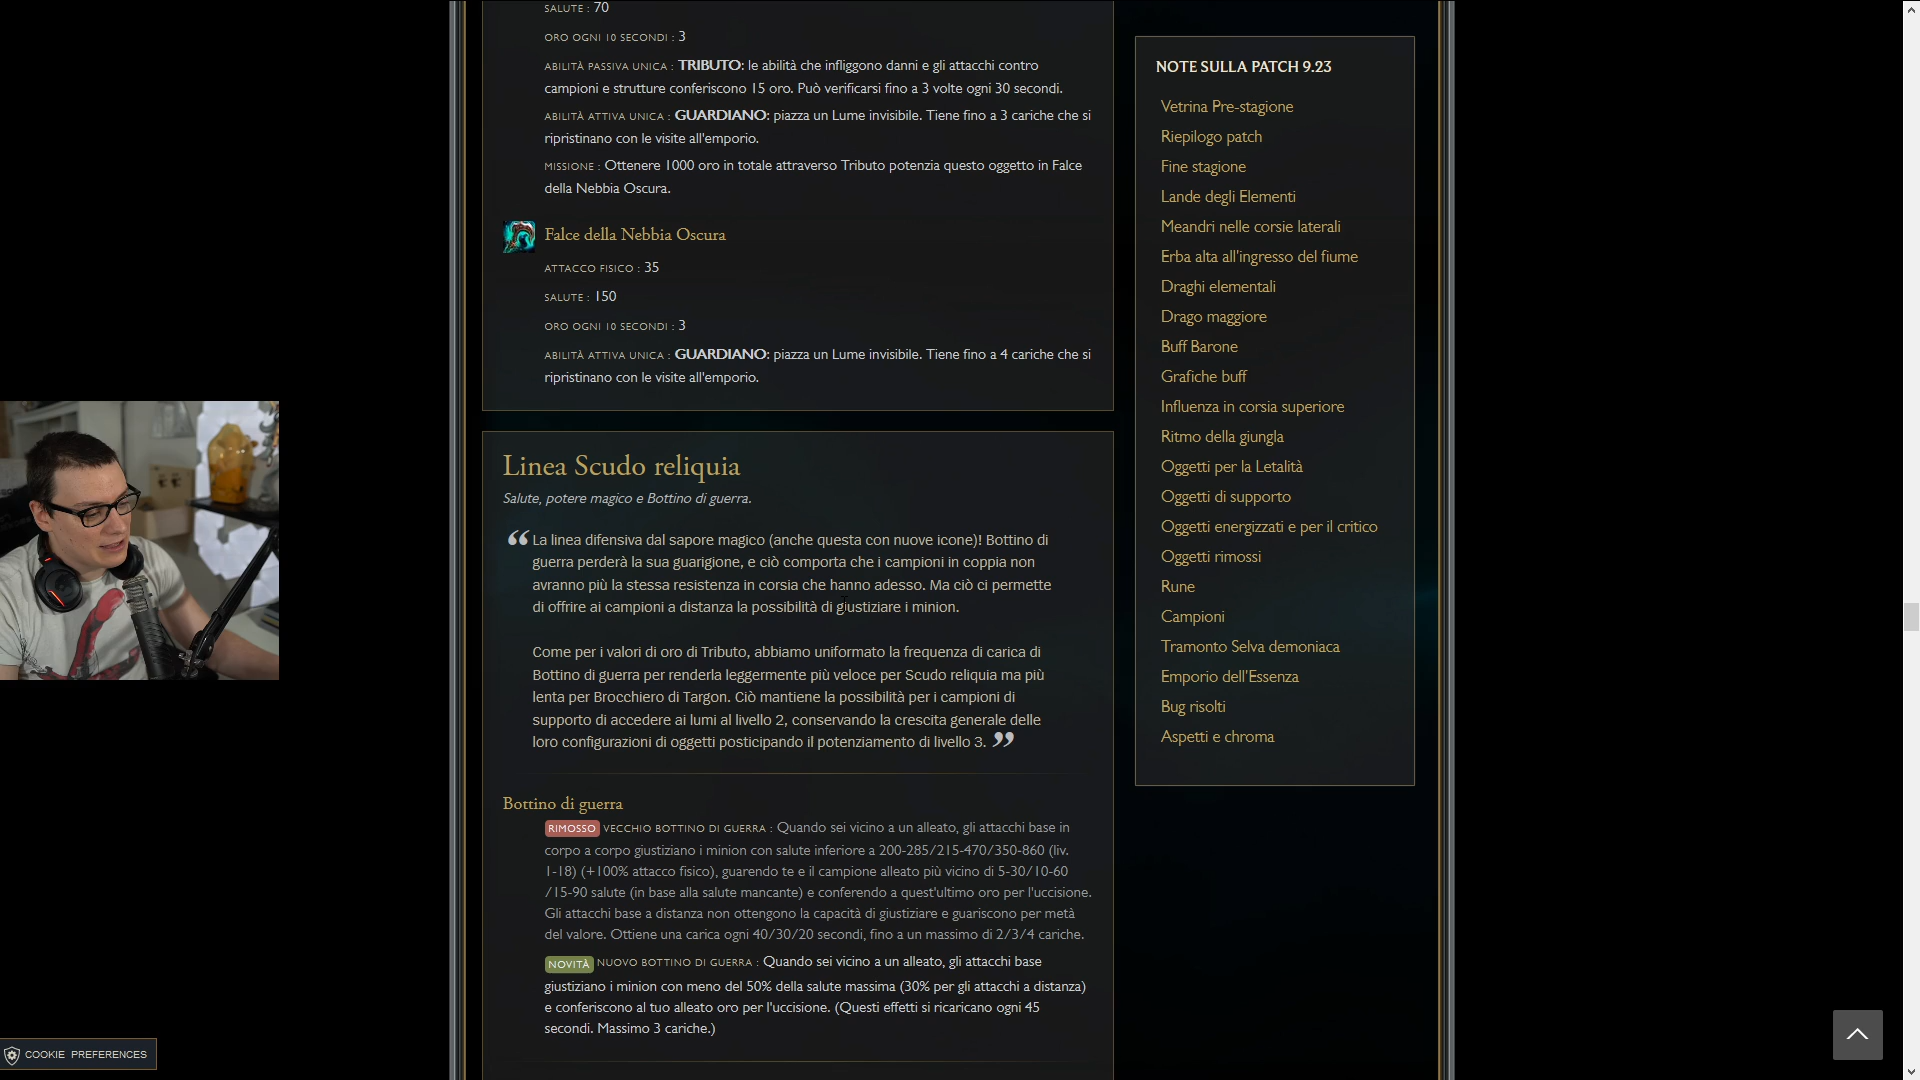 SALUTE : 70
ORO OGNI 10 SECONDI : 3
ABILITÀ PASSIVA UNICA : TRIBUTO: le abilità che infliggono danni e gli attacchi contro
campioni e strutture conferiscono 15 oro. Può verificarsi fino a 3 volte ogni 30 secondi.
ABILITÀ ATTIVA UNICA : GUARDIANO: piazza un Lume invisibile. Tiene fino a 3 cariche che si
ripristinano con le visite all'emporio.
MISSIONE : Ottenere 1000 oro in totale attraverso Tributo potenzia questo oggetto in Falce
della Nebbia Oscura.
Falce della Nebbia Oscura
ATTACCO FISICO : 35
SALUTE : 150
ORO OGNI 10 SECONDI : 3
ABILITÀ ATTIVA UNICA : GUARDIANO: piazza un Lume invisibile. Tiene fino a 4 cariche che si
ripristinano con le visite all'emporio.
Linea Scudo reliquia
Salute, potere magico e Bottino di guerra.
“ La linea difensiva dal sapore magico (anche questa con nuove icone)! Bottino di
guerra perderà la sua guarigione, e ciò comporta che i campioni in coppia non
avranno più la stessa resistenza in corsia che hanno adesso. Ma ciò ci permette
di offrire ai campioni a distanza la possibilità di giustiziare i minion.
Come per i valori di oro di Tributo, abbiamo uniformato la frequenza di carica di
Bottino di guerra per renderla leggermente più veloce per Scudo reliquia ma più
lenta per Brocchiero di Targon. Ciò mantiene la possibilità per i campioni di
supporto di accedere ai lumi al livello 2, conservando la crescita generale delle
loro configurazioni di oggetti posticipando il potenziamento di livello 3. ”
Bottino di guerra
RIMOSSO VECCHIO BOTTINO DI GUERRA : Quando sei vicino a un alleato, gli attacchi base in
corpo a corpo giustiziano i minion con salute inferiore a 200-285/215-470/350-860 (liv.
1-18) (+100% attacco fisico), guarendo te e il campione alleato più vicino di 5-30/10-60
/15-90 salute (in base alla salute mancante) e conferendo a quest'ultimo oro per l'uccisione.
Gli attacchi base a distanza non ottengono la capacità di giustiziare e guariscono per metà
del valore. Ottiene una carica ogni 40/30/20 secondi, fino a un massimo di 2/3/4 cariche.
NOVITÀ NUOVO BOTTINO DI GUERRA : Quando sei vicino a un alleato, gli attacchi base
giustiziano i minion con meno del 50% della salute massima (30% per gli attacchi a distanza)
e conferiscono al tuo alleato oro per l'uccisione. (Questi effetti si ricaricano ogni 45
secondi. Massimo 3 cariche.)
NOTE SULLA PATCH 9.23
Vetrina Pre-stagione
Riepilogo patch
Fine stagione
Lande degli Elementi
Meandri nelle corsie laterali
Erba alta all'ingresso del fiume
Draghi elementali
Drago maggiore
Buff Barone
Grafiche buff
Influenza in corsia superiore
Ritmo della giungla
Oggetti per la Letalità
Oggetti di supporto
Oggetti energizzati e per il critico
Oggetti rimossi
Rune
Campioni
Tramonto Selva demoniaca
Emporio dell'Essenza
Bug risolti
Aspetti e chroma
COOKIE PREFERENCES